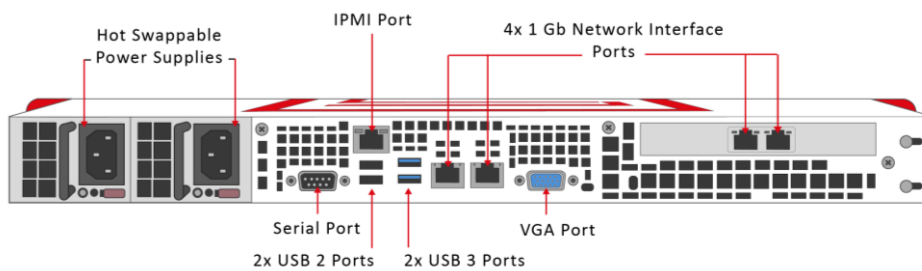 IPMI Port
4x 1 Gb Network Interface
Ports
Hot Swappable
Power Supplies
Serial Port
VGA Port
2x USB 2 Ports
2x USB 3 Ports